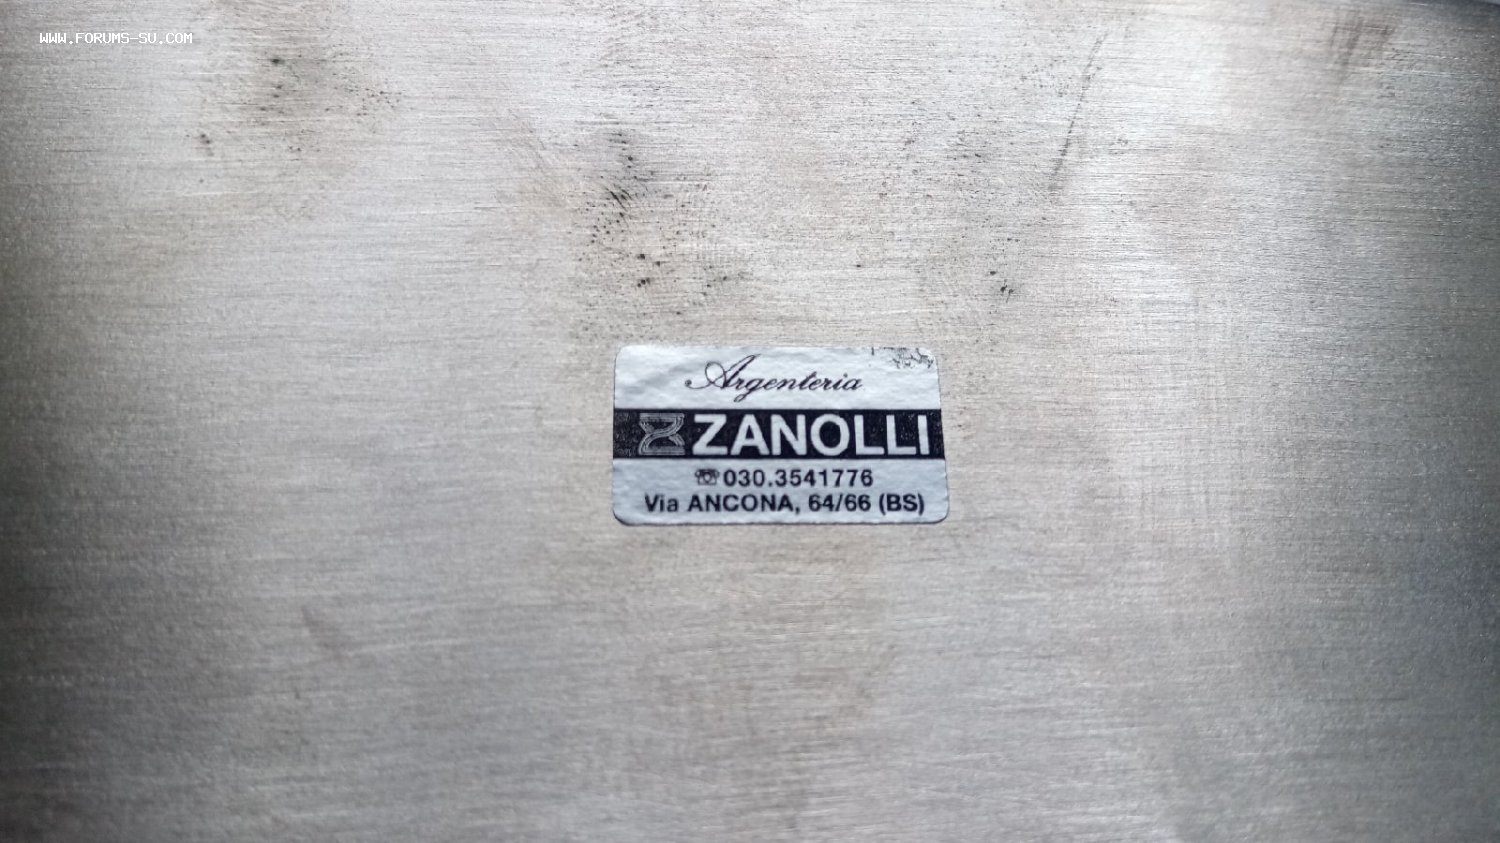 WWW.FORUMS-SU.COM
Argenteria
ZANOLLI
☏030.3541776
Via ANCONA, 64/66 (BS)